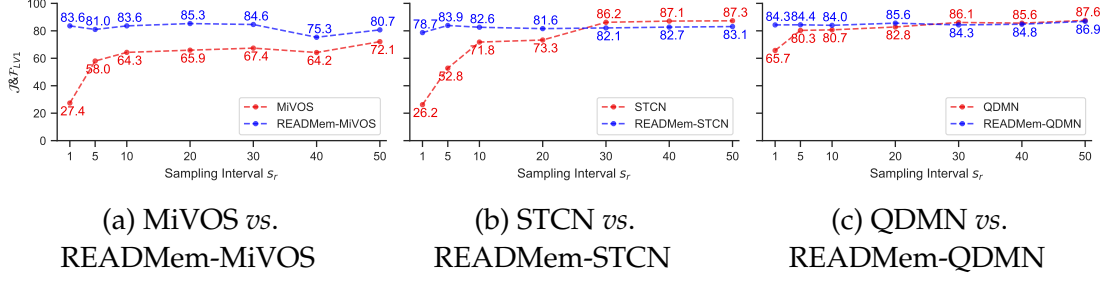 83.6 81.0 83.6 85.3 84.6 75.3 80.7
27.4 58.0 64.3 65.9 67.4 64.2 72.1
100
80
60
40
20
0
J&F_LV1
MiVOS
READMem-MiVOS
1 5 10 20 30 40 50
Sampling Interval s_r
78.7 83.9 82.6 81.6 82.1 82.7 83.1
26.2 52.8 71.8 73.3 86.2 87.1 87.3
STCN
READMem-STCN
1 5 10 20 30 40 50
Sampling Interval s_r
84.3 84.4 84.0 85.6 84.3 84.8 86.9
65.7 80.3 80.7 82.8 86.1 85.6 87.6
QDMN
READMem-QDMN
1 5 10 20 30 40 50
Sampling Interval s_r
(a) MiVOS vs.
READMem-MiVOS
(b) STCN vs.
READMem-STCN
(c) QDMN vs.
READMem-QDMN